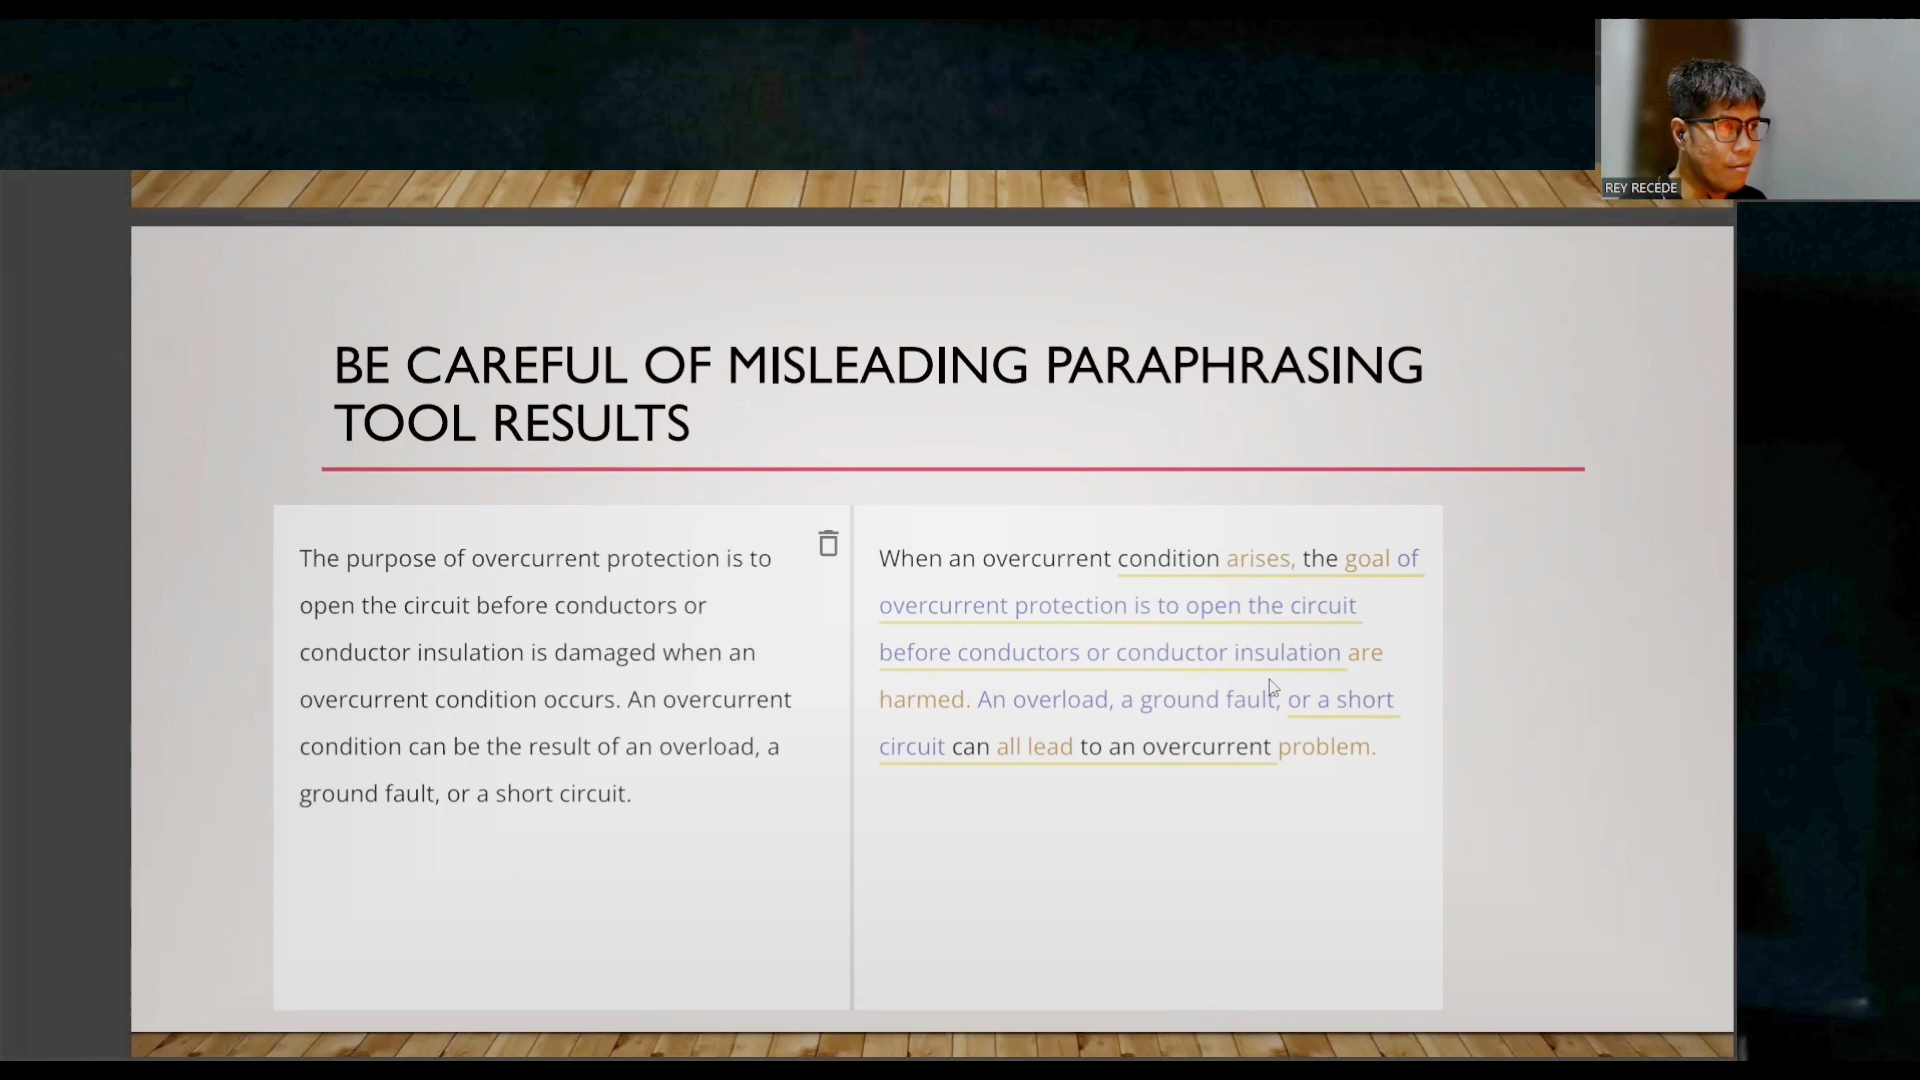 REY RECEDE
BE CAREFUL OF MISLEADING PARAPHRASING
TOOL RESULTS
The purpose of overcurrent protection is to
open the circuit before conductors or
conductor insulation is damaged when an
overcurrent condition occurs. An overcurrent
condition can be the result of an overload, a
ground fault, or a short circuit.
When an overcurrent condition arises, the goal of
overcurrent protection is to open the circuit
before conductors or conductor insulation are
harmed. An overload, a ground fault, or a short
circuit can all lead to an overcurrent problem.